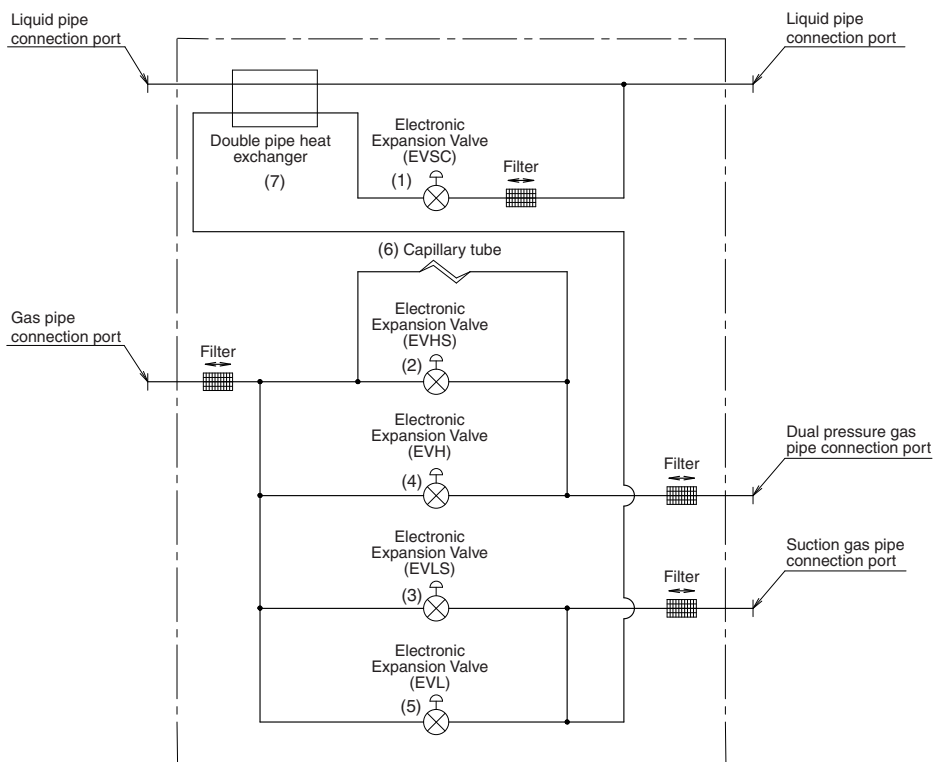 Liquid pipe
connection port
Liquid pipe
connection port
Double pipe heat
exchanger
(7)
Electronic
Expansion Valve
(EVSC)
(1)
Filter
(6) Capillary tube
Gas pipe
connection port
Filter
Electronic
Expansion Valve
(EVHS)
(2)
Electronic
Expansion Valve
(EVH)
(4)
Filter
Dual pressure gas
pipe connection port
Electronic
Expansion Valve
(EVLS)
(3)
Filter
Suction gas pipe
connection port
Electronic
Expansion Valve
(EVL)
(5)